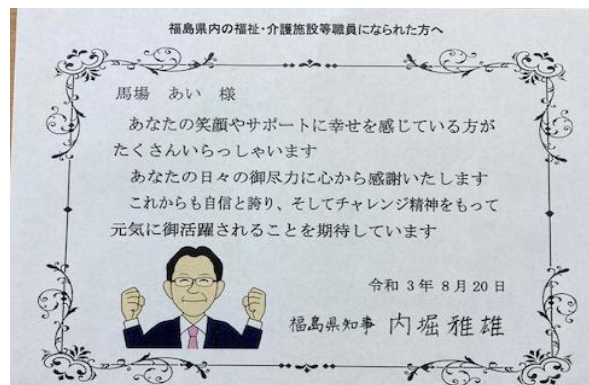 福島県内の福祉・介護施設等職員になられた方へ
馬場 あい 様
あなたの笑顔やサポートに幸せを感じている方が
たくさんいらっしゃいます
あなたの日々の御尽力に心から感謝いたします
これからも自信と誇り、そしてチャレンジ精神をもって
元気に御活躍されることを期待しています
令和 3年 8月 20日
福島県知事 内堀雅雄